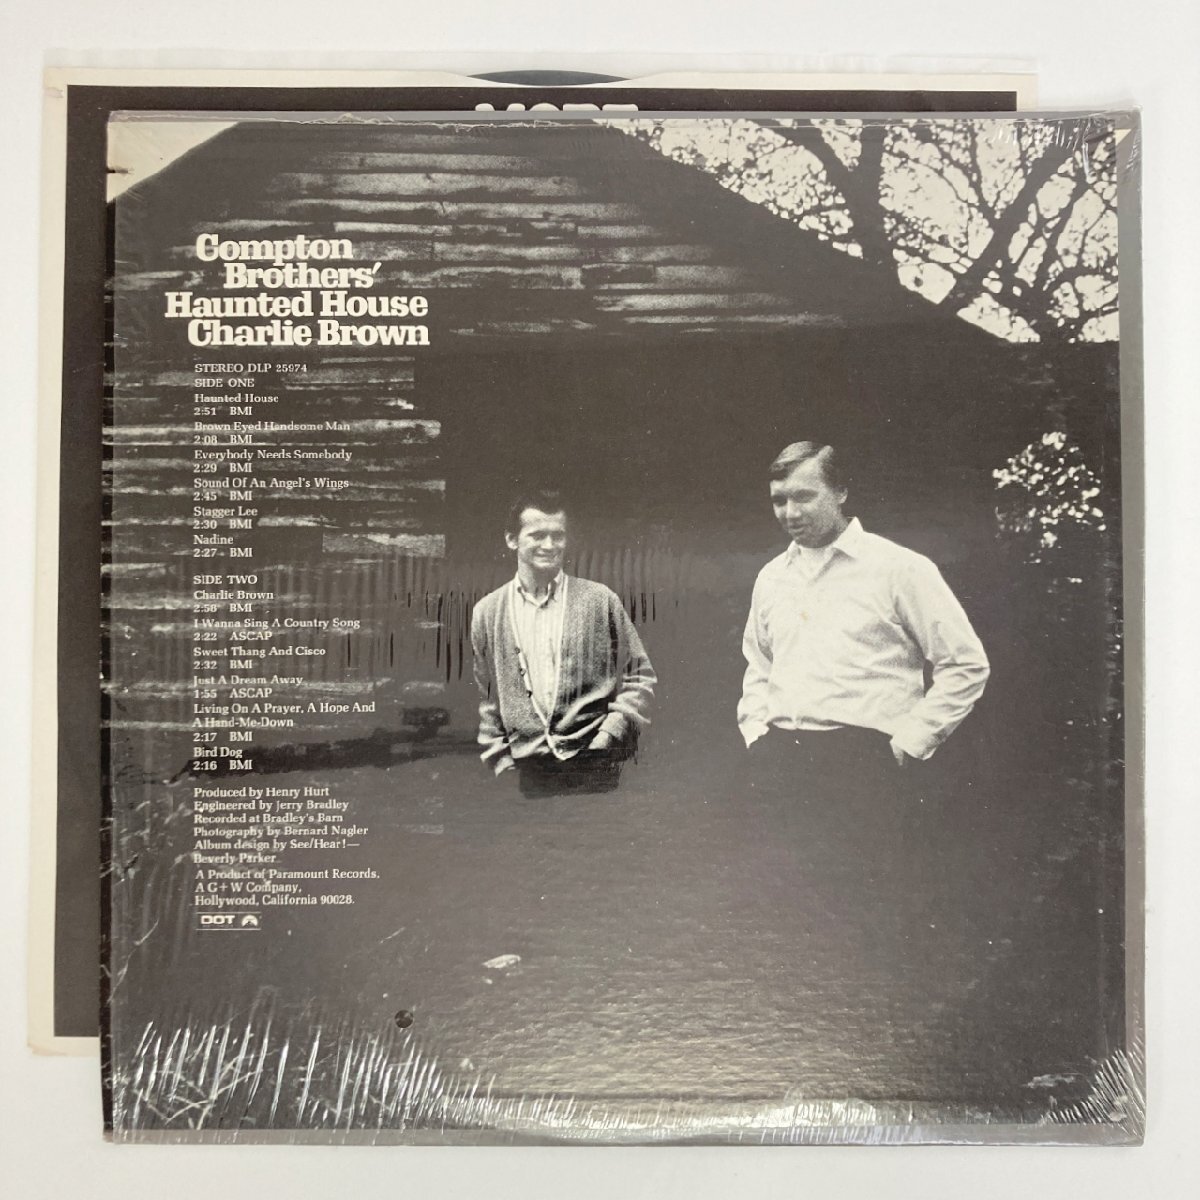 MORE
Compton
Brothers'
Haunted House
Charlie Brown
STEREO DLP 25974
SIDE ONE
Haunted House
2:51 BMI
Brown Eyed Handsome Man
2:08 BMI
Everybody Needs Somebody
2:29 BMI
Sound Of An Angel's Wings
2:45 BMI
Stagger Lee
2:30 BMI
Nadine
2:27 BMI
SIDE TWO
Charlie Brown
2:58 BMI
I Wanna Sing A Country Song
2:22 ASCAP
Sweet Thang And Cisco
2:32 BMI
Just A Dream Away
1:55 ASCAP
Living On A Prayer, A Hope And
A Hand-Me-Down
2:17 BMI
Bird Dog
2:16 BMI
Produced by Henry Hurt
Engineered by Jerry Bradley
Recorded at Bradley's Barn
Photography by Bernard Nagler
Album design by See/Hear!—
Beverly Parker
A Product of Paramount Records.
A G+W Company,
Hollywood, California 90028.
DOT